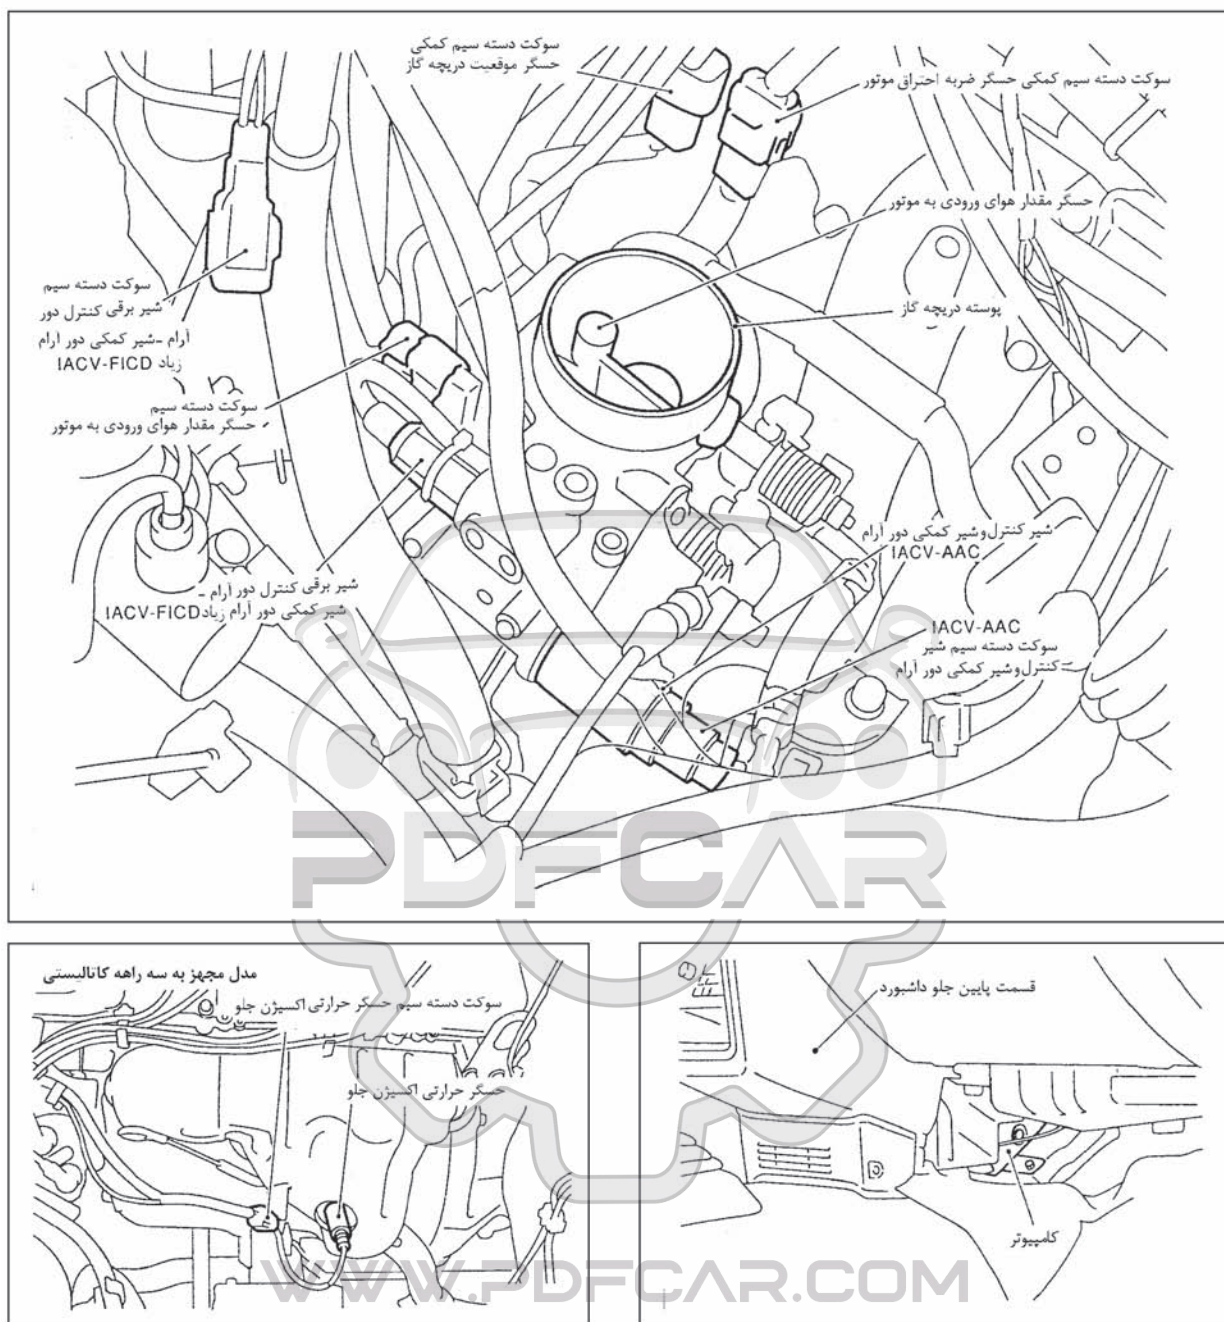 سوکت دسته سیم کمکی
حسگر موقعیت دریچه گاز
سوکت دسته سیم کمکی حسگر ضربه احتراق موتور
حسگر مقدار هوای ورودی به موتور
پوسته دریچه گاز
سوکت دسته سیم
شیر برقی کنترل دور
آرام -شیر کمکی دور آرام
زیاد IACV-FICD
سوکت دسته سیم
حسگر مقدار هوای ورودی به موتور
شیر کنترل و شیر کمکی دور آرام
IACV-AAC
شیر برقی کنترل دور آرام -
شیر کمکی دور آرام زیاد IACV-FICD
IACV-AAC
سوکت دسته سیم شیر
کنترل و شیر کمکی دور آرام
PDFCAR
مدل مجهز به سه راهه کاتالیستی
سوکت دسته سیم حسگر حرارتی اکسیژن جلو
حسگر حرارتی اکسیژن جلو
قسمت پایین جلو داشبورد
کامپیوتر
WWW.PDFCAR.COM